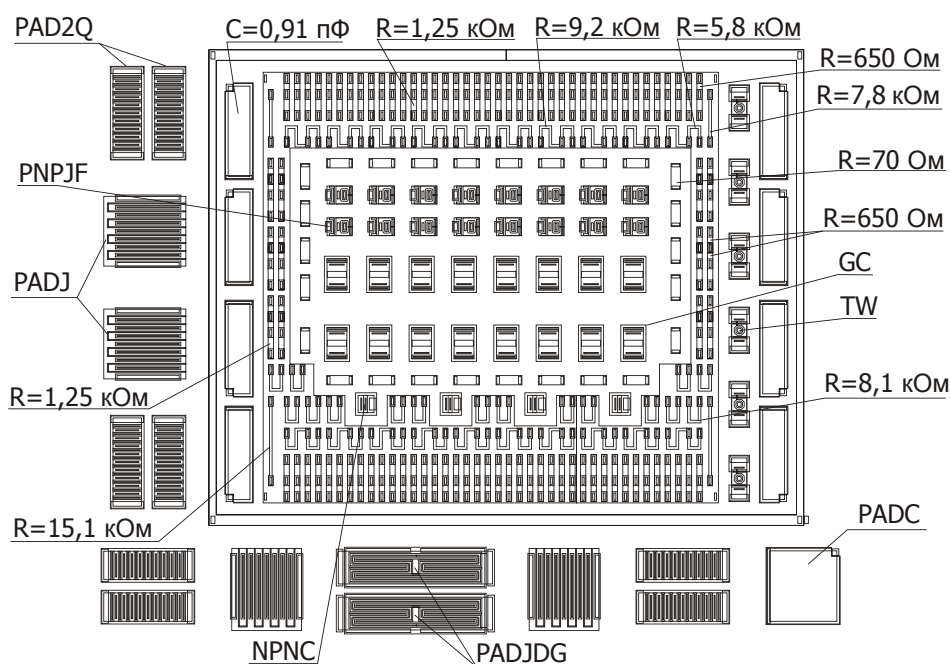 PAD2Q
C=0,91 пФ
R=1,25 кОм
R=9,2 кОм
R=5,8 кОм
R=650 Ом
R=7,8 кОм
PNPJF
R=70 Ом
R=650 Ом
PADJ
GC
TW
R=1,25 кОм
R=8,1 кОм
R=15,1 кОм
PADC
NPNC
PADJDG